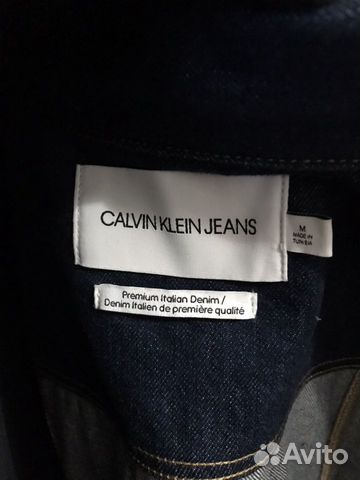 CALVIN KLEIN JEANS
M
MADE IN
TUNISIA
Premium Italian Denim /
Denim Italien de première qualité
Avito